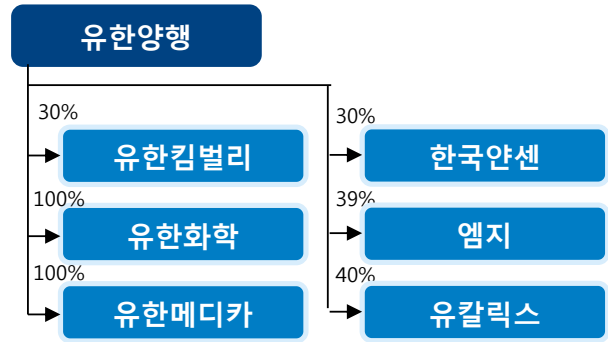 유한양행
30%
유한킴벌리
100%
유한화학
100%
유한메디카
30%
한국얀센
39%
엠지
40%
유칼릭스